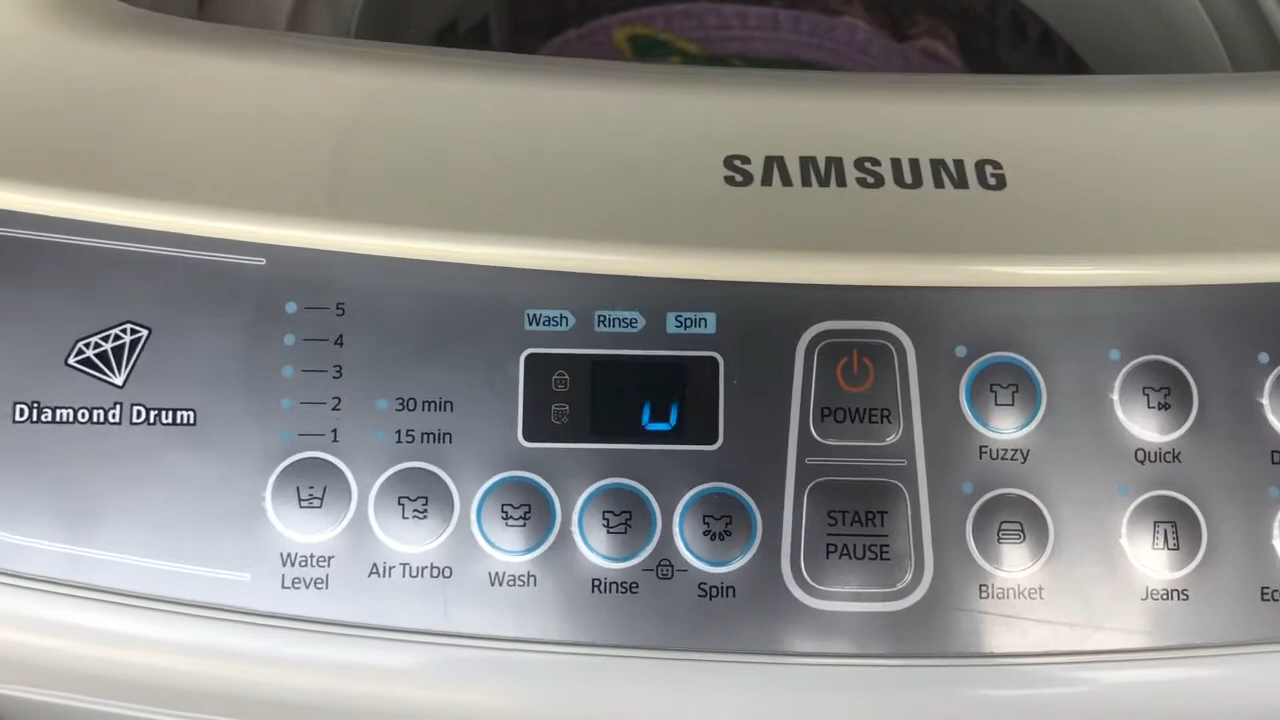 SAMSUNG
5
4
3
2
1
30 min
15 min
Diamond Drum
Water
Level
Air Turbo
Wash
Rinse
Spin
u
Wash
Rinse
Spin
POWER
START
PAUSE
Fuzzy
Quick
Blanket
Jeans